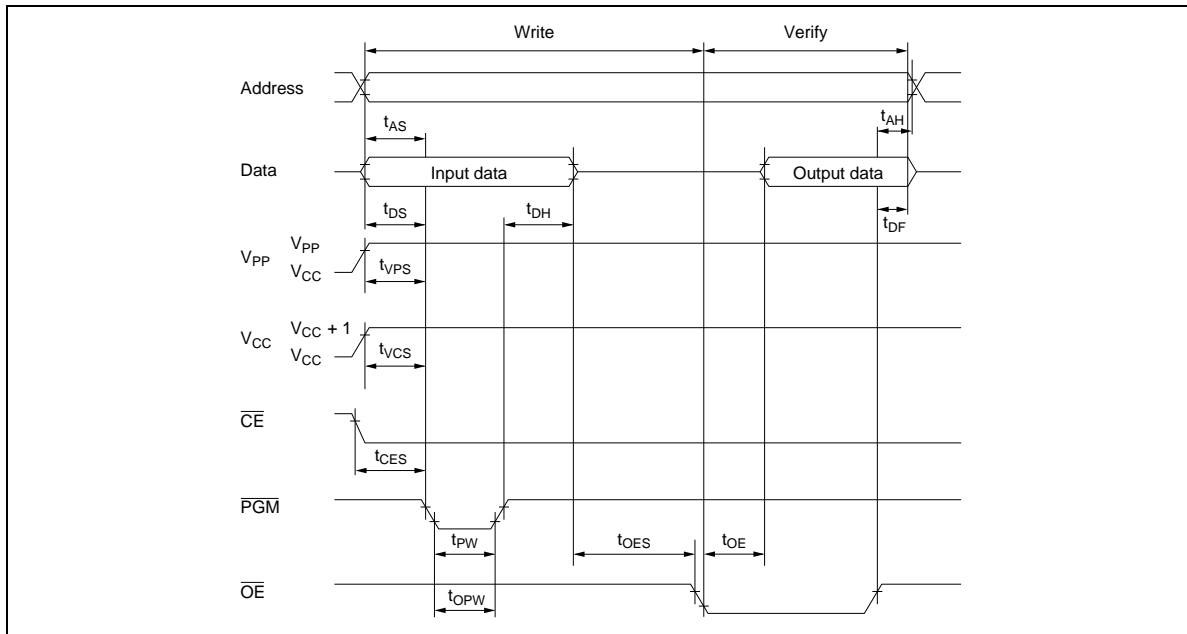 Write Verify
Address
tAS tAH
Data Input data Output data
tDS tDH tDF
VPP VPP
VCC
tVPS
VCC VCC + 1
VCC
tVCS
CE
tCES
PGM
tPW tOES tOE
OE
tOPW